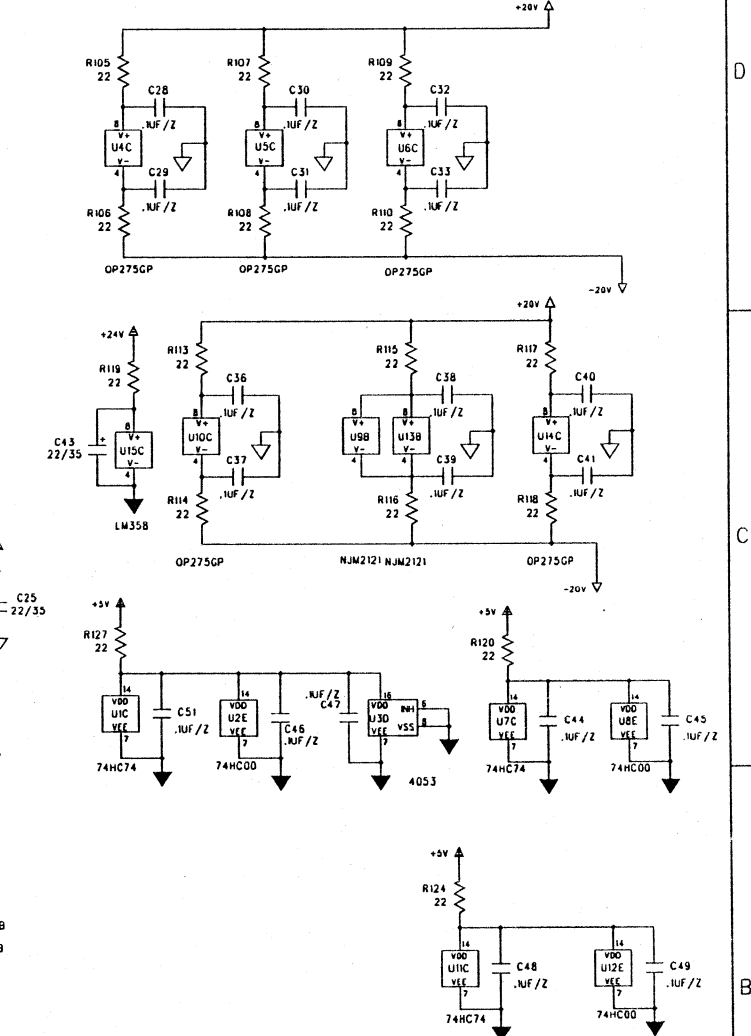 +20V
D
R105
22
R107
22
R109
22
C28
.1UF/Z
C30
.1UF/Z
C32
.1UF/Z
8
V+
U4C
V-
4
8
V+
U5C
V-
4
8
V+
U6C
V-
4
C29
.1UF/Z
C31
.1UF/Z
C33
.1UF/Z
R106
22
R108
22
R110
22
OP275GP
OP275GP
OP275GP
-20V
+20V
+24V
R119
22
R113
22
R115
22
R117
22
C36
.1UF/Z
C38
.1UF/Z
C40
.1UF/Z
C43
22/35
+
8
V+
U15C
V-
4
8
V+
U10C
V-
4
8
V+
U9B
V-
4
8
V+
U13B
V-
4
8
V+
U14C
V-
4
C37
.1UF/Z
C39
.1UF/Z
C41
.1UF/Z
LM358
R114
22
R116
22
R118
22
OP275GP
NJM2121 NJM2121
OP275GP
-20V
C
C25
22/35
+5V
R127
22
+5V
R120
22
14
VDD
U1C
VEE
7
C51
.1UF/Z
14
VDD
U2E
VEE
7
C46
.1UF/Z
.1UF/Z
C47
16
VDD
U3D
VEE
7
INH 6
VSS 8
14
VDD
U7C
VEE
7
C44
.1UF/Z
14
VDD
U8E
VEE
7
C45
.1UF/Z
74HC74
74HC00
4053
74HC74
74HC00
+5V
R124
22
14
VDD
U11C
VEE
7
C48
.1UF/Z
14
VDD
U12E
VEE
7
C49
.1UF/Z
74HC74
74HC00
B